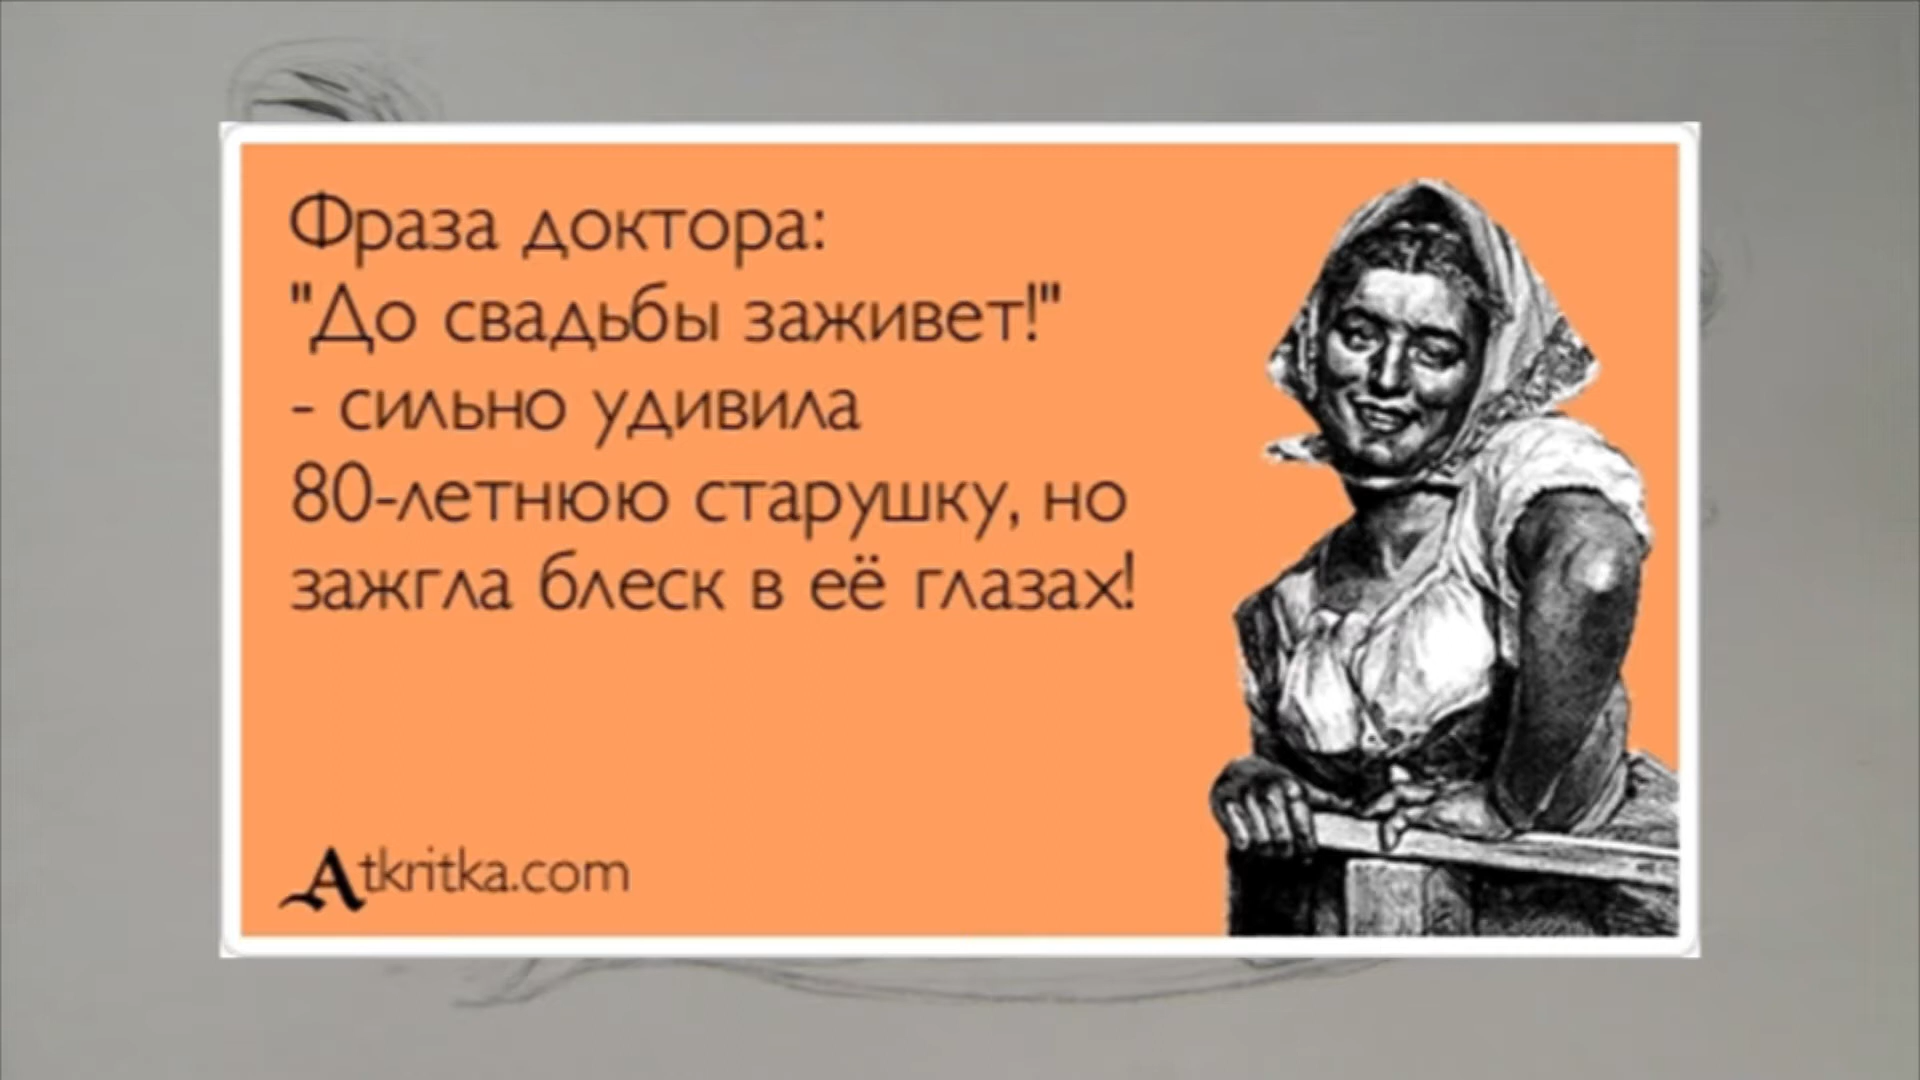 Фраза доктора:
"До свадьбы заживет!"
- сильно удивила
80-летнюю старушку, но
зажгла блеск в её глазах!
Atkritka.com